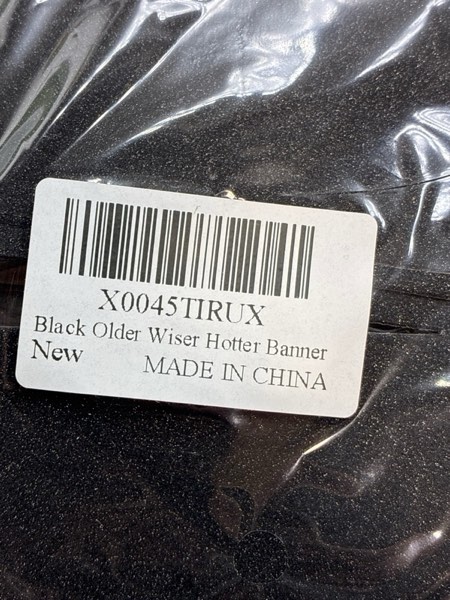 X0045TIRUX
Black Older Wiser Hotter Banner
New
MADE IN CHINA